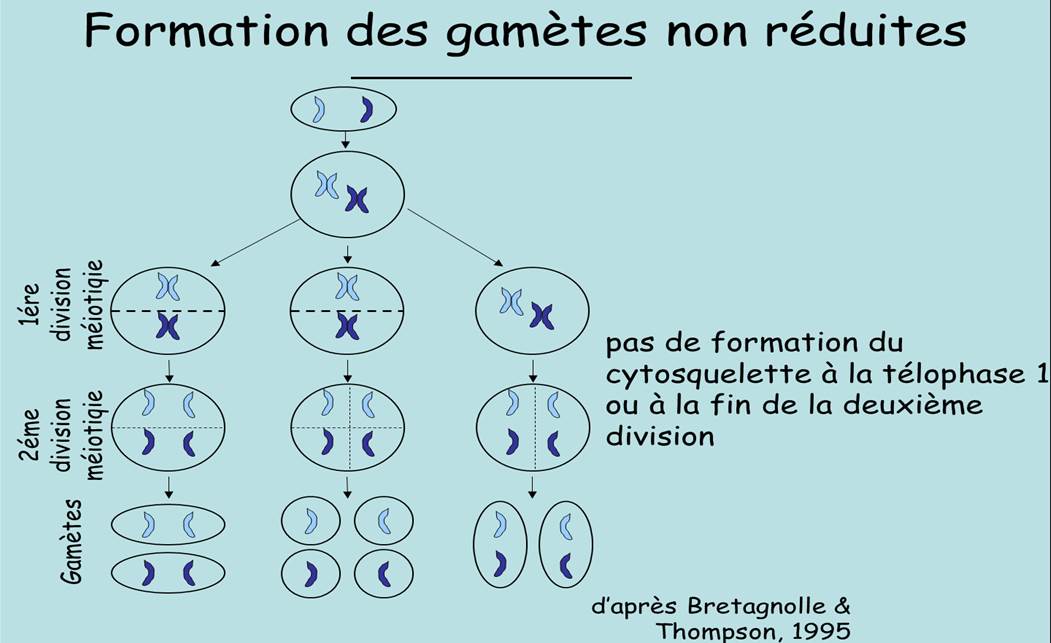 Formation des gamètes non réduites
1ére
division
méiotiqie
pas de formation du
cytosquelette à la télophase 1
ou à la fin de la deuxième
division
2éme
division
méiotiqie
Gamètes
d'après Bretagnolle &
Thompson, 1995